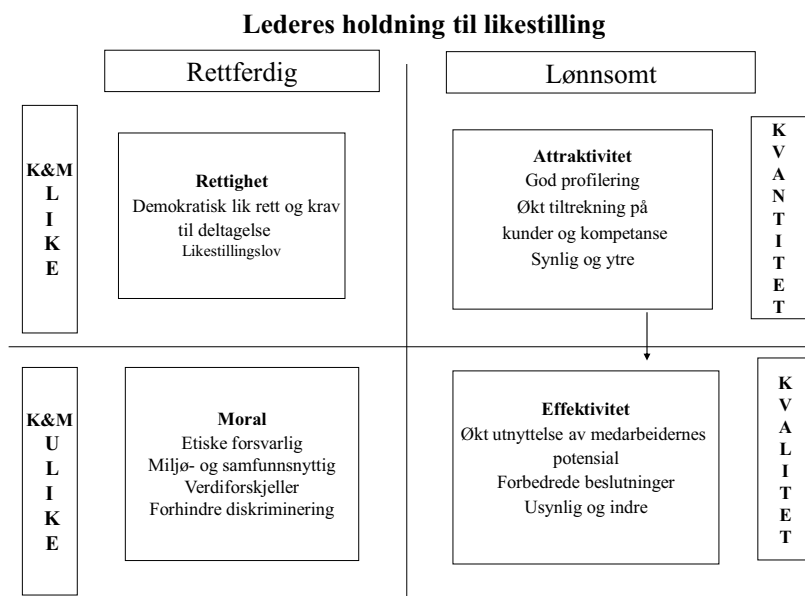 Lederes holdning til likestilling
Rettferdig
Lønnsomt
K&M
L
I
K
E
Rettighet
Demokratisk lik rett og krav
til deltagelse
Likestillingslov
Attraktivitet
God profilering
Økt tiltrekning på
kunder og kompetanse
Synlig og ytre
K
V
A
N
T
I
T
E
T
K&M
U
L
I
K
E
Moral
Etiske forsvarlig
Miljø- og samfunnsnyttig
Verdiforskjeller
Forhindre diskriminering
Effektivitet
Økt utnyttelse av medarbeidernes
potensial
Forbedrede beslutninger
Usynlig og indre
K
V
A
L
I
T
E
T